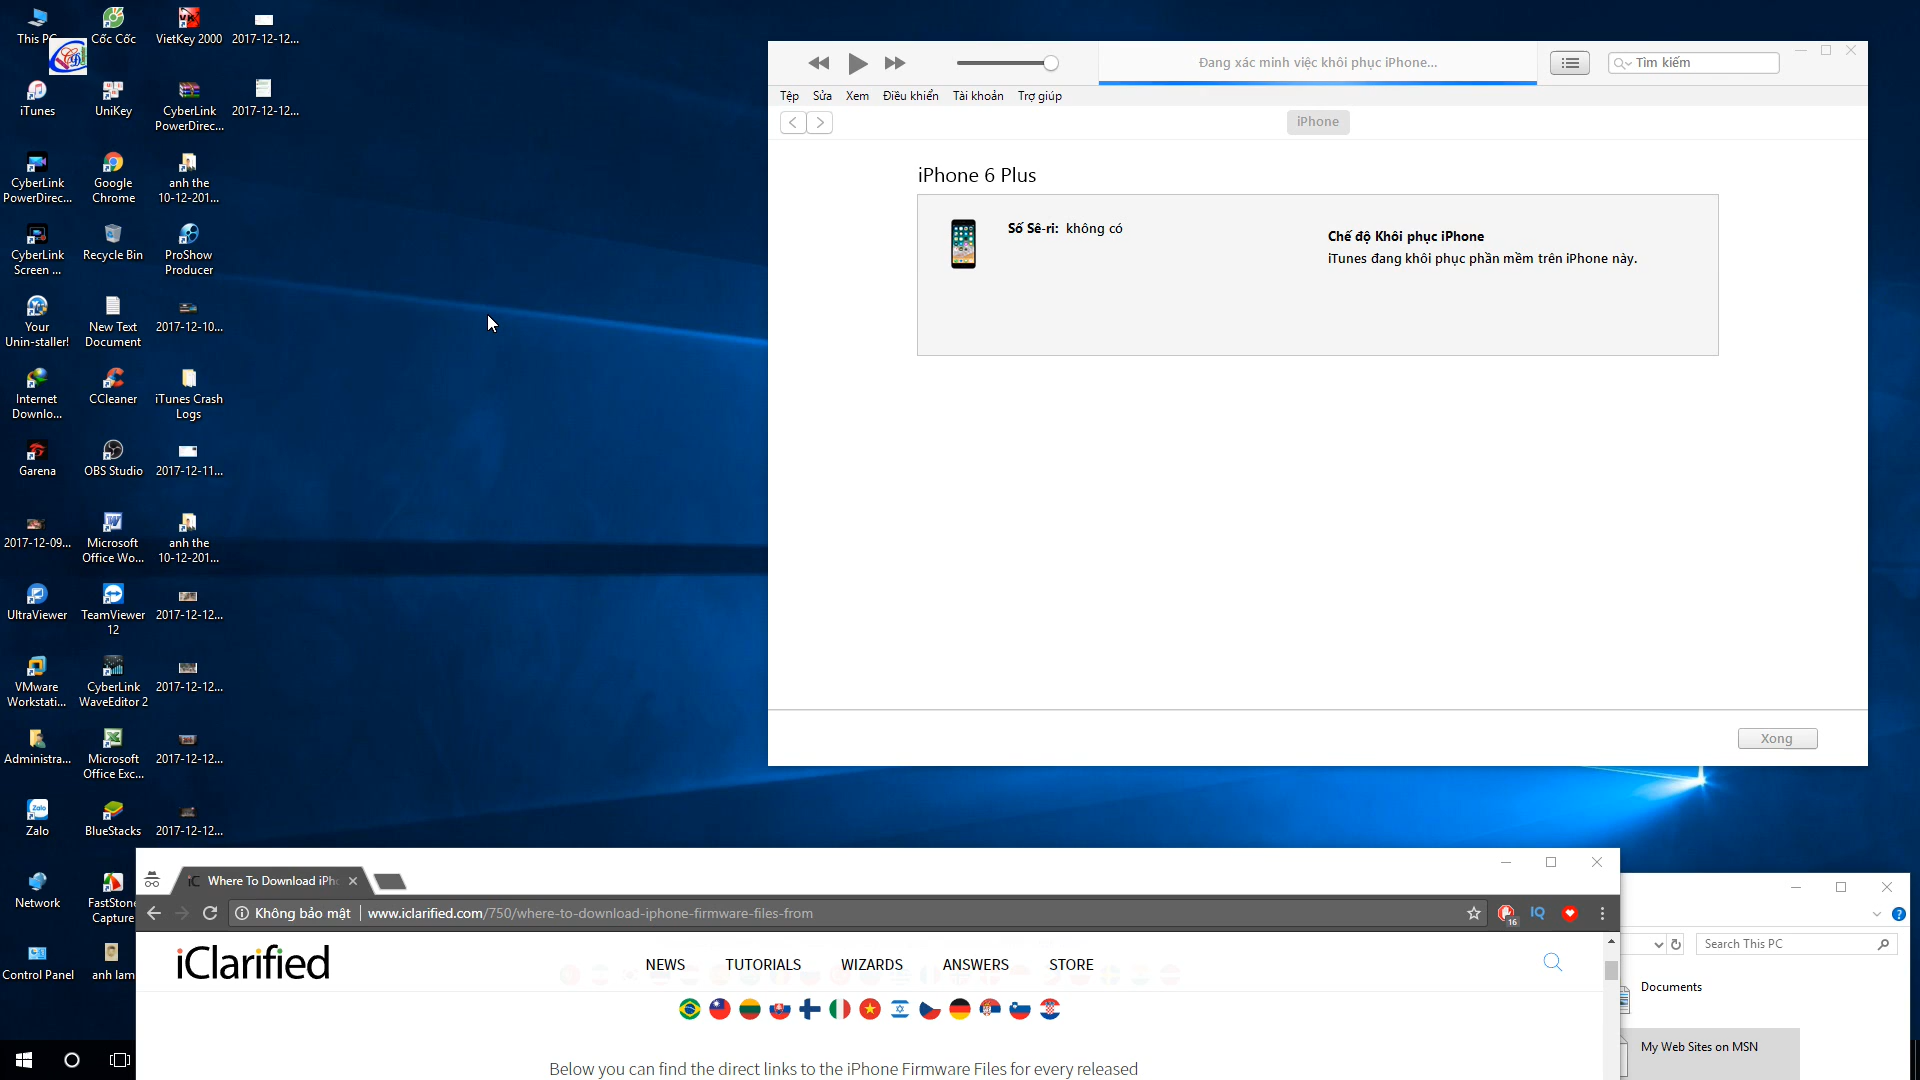 This PC
Cốc Cốc
VietKey 2000
2017-12-12...
iTunes
UniKey
CyberLink
PowerDirec...
2017-12-12...
CyberLink
PowerDirec...
Google
Chrome
anh the
10-12-201...
CyberLink
Screen ...
Recycle Bin
ProShow
Producer
Your
Unin-staller!
New Text
Document
2017-12-10...
Internet
Downlo...
CCleaner
iTunes Crash
Logs
Garena
OBS Studio
2017-12-11...
2017-12-09...
Microsoft
Office Wo...
anh the
10-12-201...
UltraViewer
TeamViewer
12
2017-12-12...
VMware
Workstati...
CyberLink
WaveEditor 2
2017-12-12...
Administra...
Microsoft
Office Exc...
2017-12-12...
Zalo
BlueStacks
2017-12-12...
Network
FastStone
Capture
Control Panel
anh lam
Đang xác minh việc khôi phục iPhone...
Tìm kiếm
Tệp Sửa Xem Điều khiển Tài khoản Trợ giúp
iPhone
iPhone 6 Plus
Số Sê-ri: không có
Chế độ Khôi phục iPhone
iTunes đang khôi phục phần mềm trên iPhone này.
Xong
Where To Download iPh
Không bảo mật www.iclarified.com/750/where-to-download-iphone-firmware-files-from
16
IQ
iClarified
NEWS TUTORIALS WIZARDS ANSWERS STORE
Below you can find the direct links to the iPhone Firmware Files for every released
Search This PC
Documents
My Web Sites on MSN